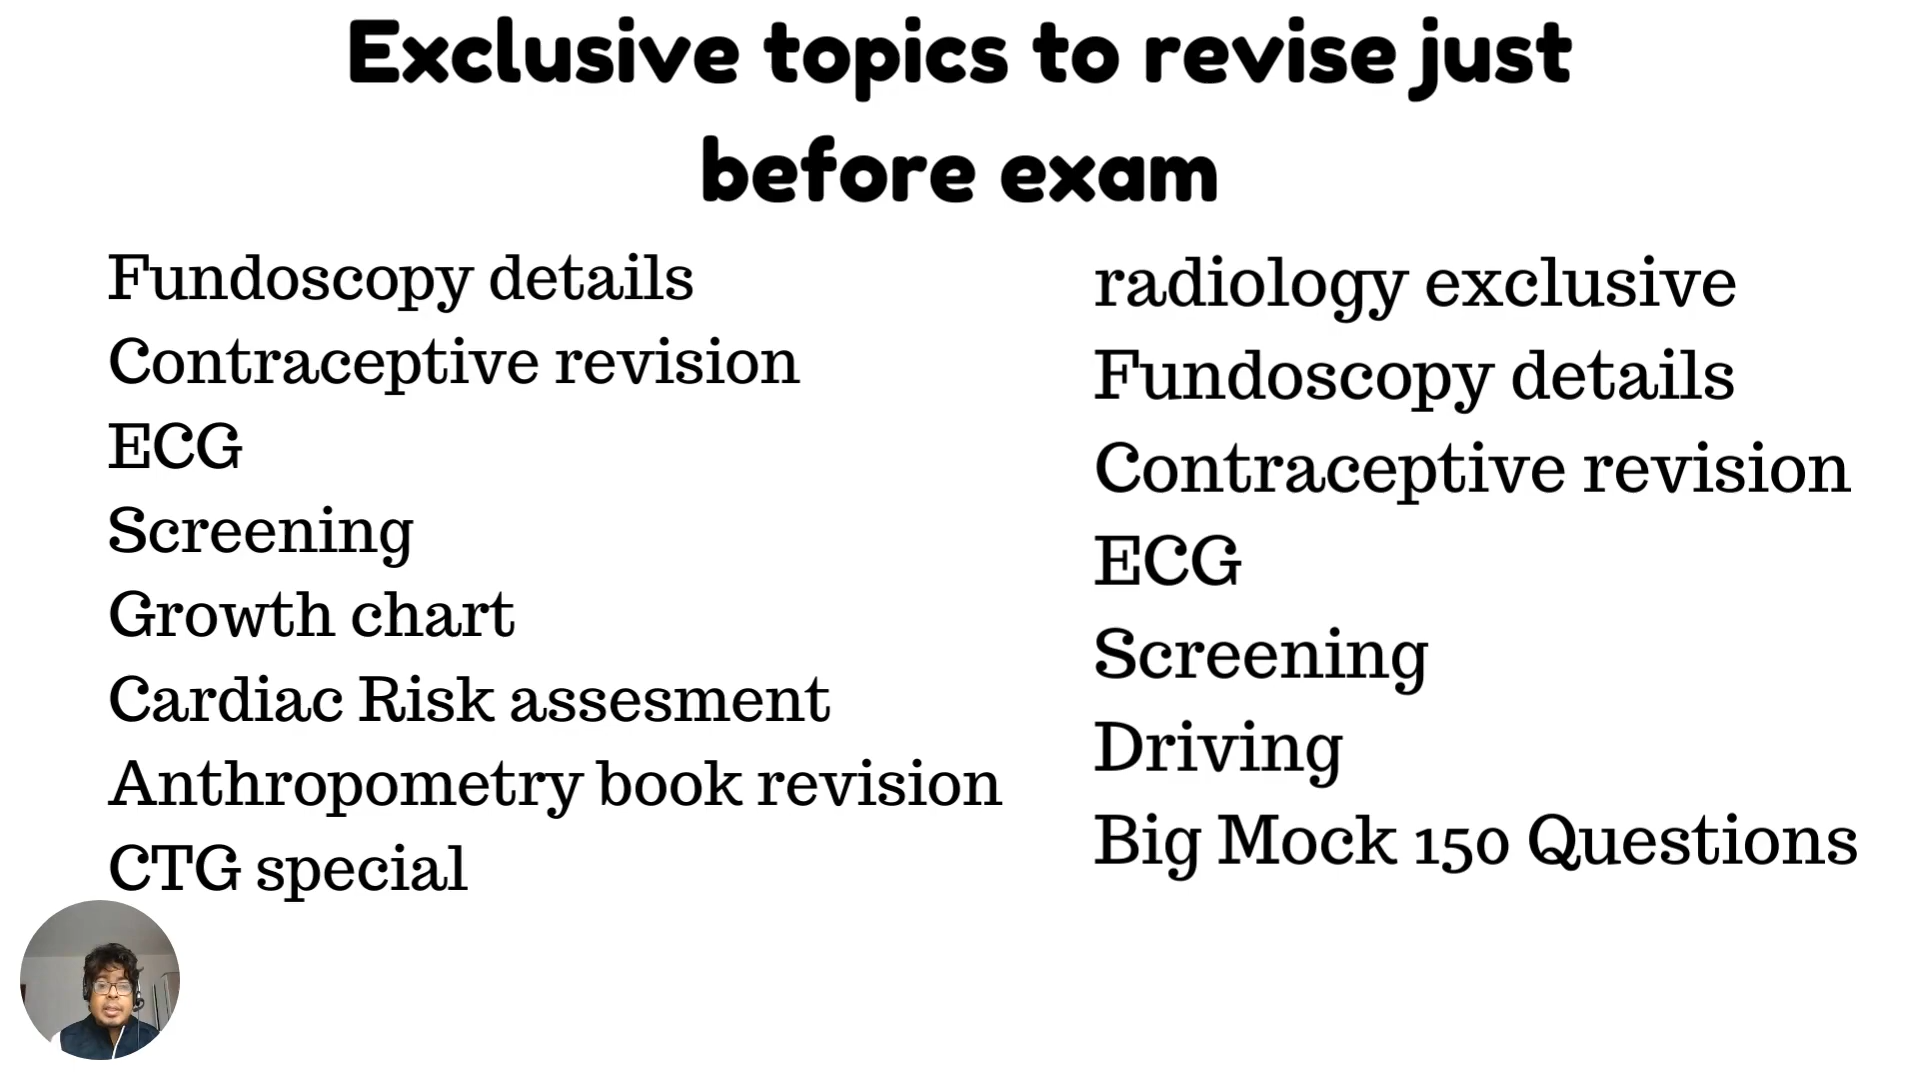 Exclusive topics to revise just
before exam
Fundoscopy details
Contraceptive revision
ECG
Screening
Growth chart
Cardiac Risk assesment
Anthropometry book revision
CTG special
radiology exclusive
Fundoscopy details
Contraceptive revision
ECG
Screening
Driving
Big Mock 150 Questions